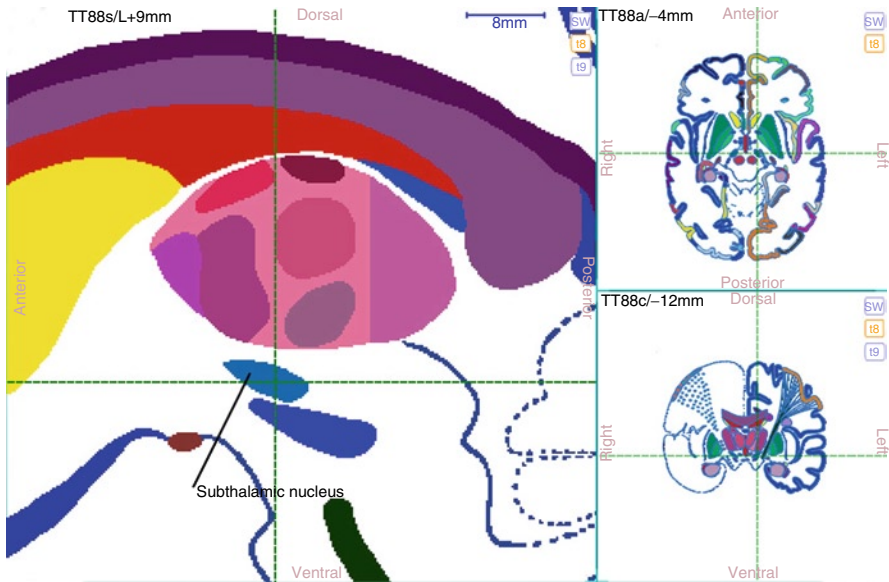 TT88s/L+9mm
Dorsal
8mm
SW
t8
t9
Anterior
Posterior
Subthalamic nucleus
Ventral
TT88a/−4mm
Anterior
SW
t8
Right
Left
Posterior
TT88c/−12mm
Dorsal
SW
t8
t9
Right
Left
Ventral